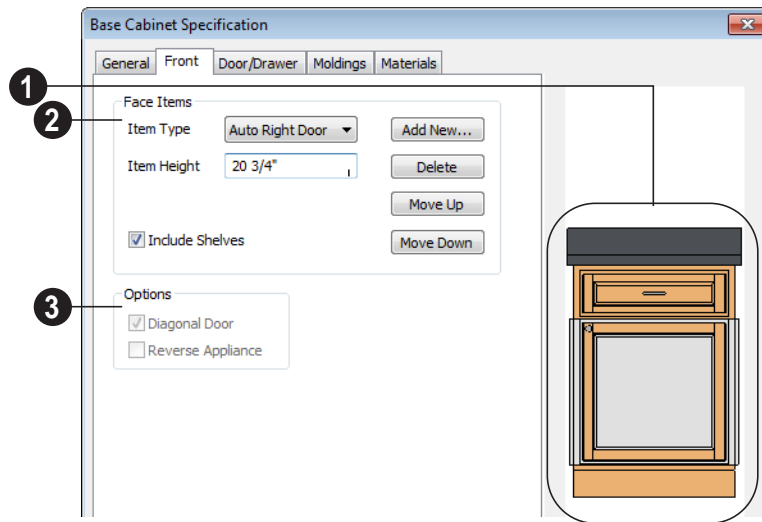 Base Cabinet Specification
General Front Door/Drawer Moldings Materials
1
Face Items
2
Item Type Auto Right Door Add New...
Item Height 20 3/4" Delete
Move Up
Include Shelves Move Down
Options
3
Diagonal Door
Reverse Appliance